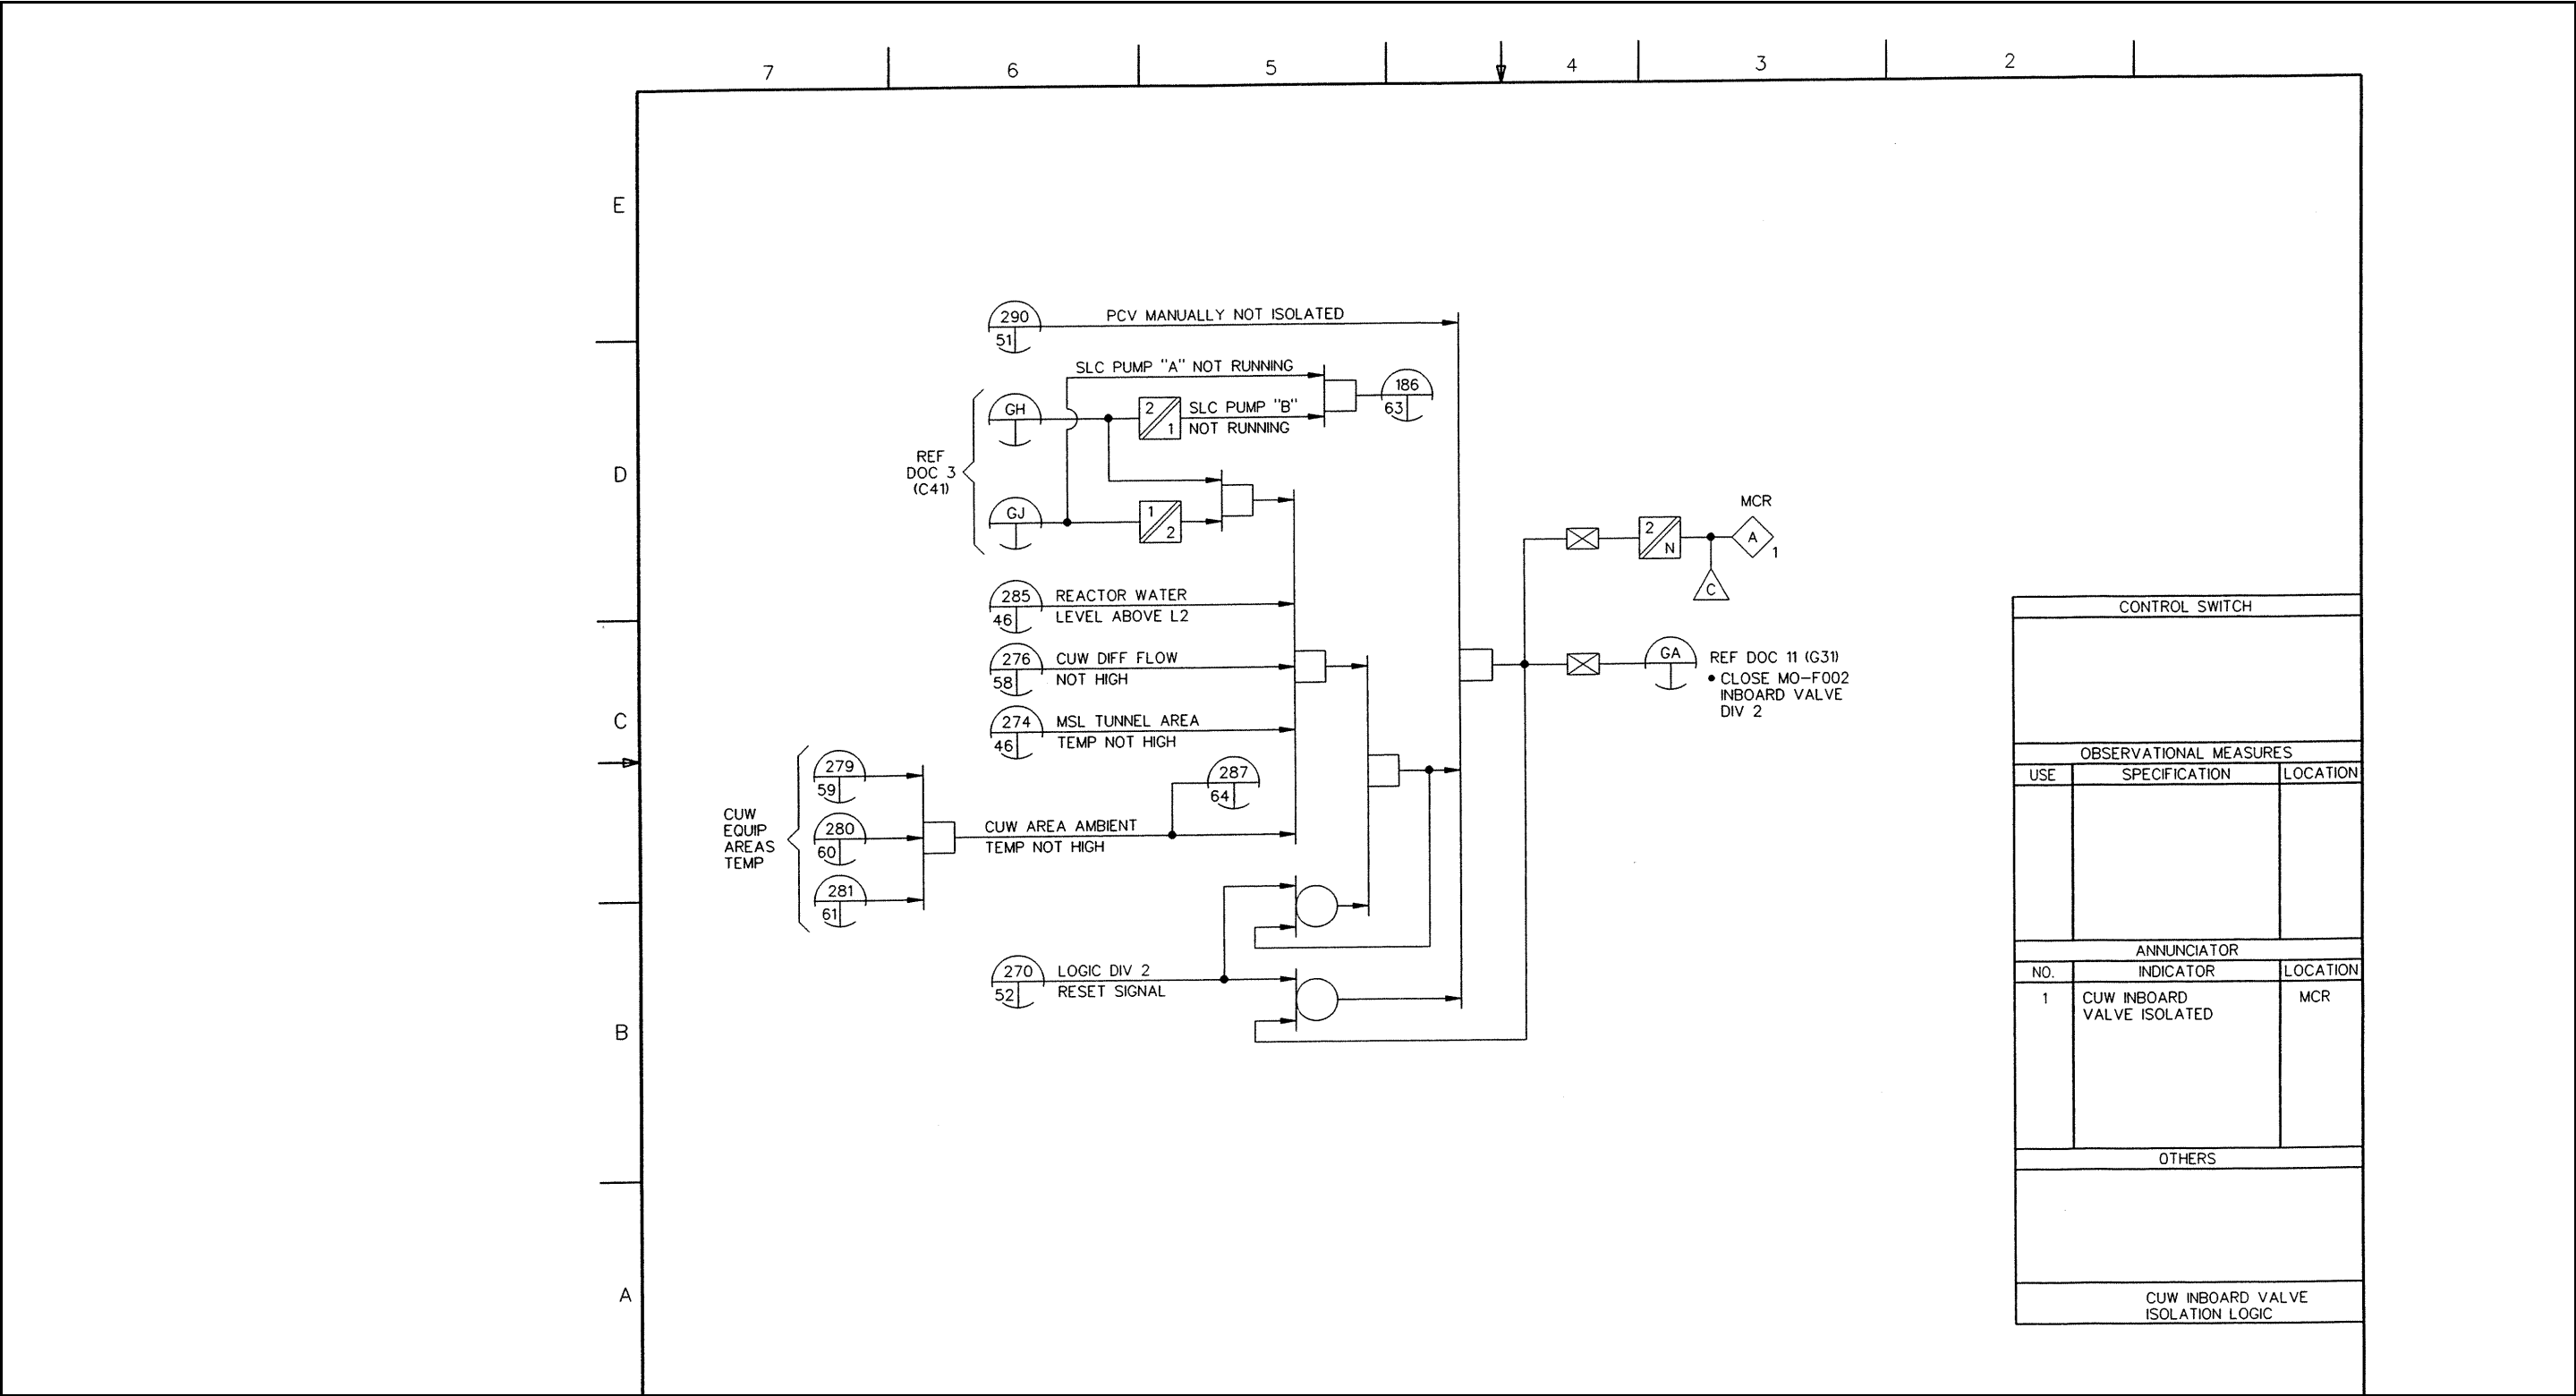 7 6 5 4 3 2
E
D
C
B
A
290
51
PCV MANUALLY NOT ISOLATED
SLC PUMP "A" NOT RUNNING
GH
2
1
SLC PUMP "B"
NOT RUNNING
186
63
REF
DOC 3
(C41)
GJ
1
2
285
46
REACTOR WATER
LEVEL ABOVE L2
276
58
CUW DIFF FLOW
NOT HIGH
274
46
MSL TUNNEL AREA
TEMP NOT HIGH
CUW
EQUIP
AREAS
TEMP
279
59
280
60
281
61
CUW AREA AMBIENT
TEMP NOT HIGH
287
64
270
52
LOGIC DIV 2
RESET SIGNAL
2
N
MCR
A
1
C
GA
REF DOC 11 (G31)
• CLOSE MO-F002
INBOARD VALVE
DIV 2
CONTROL SWITCH
OBSERVATIONAL MEASURES
USE SPECIFICATION LOCATION
ANNUNCIATOR
NO. INDICATOR LOCATION
1 CUW INBOARD MCR
VALVE ISOLATED
OTHERS
CUW INBOARD VALVE
ISOLATION LOGIC